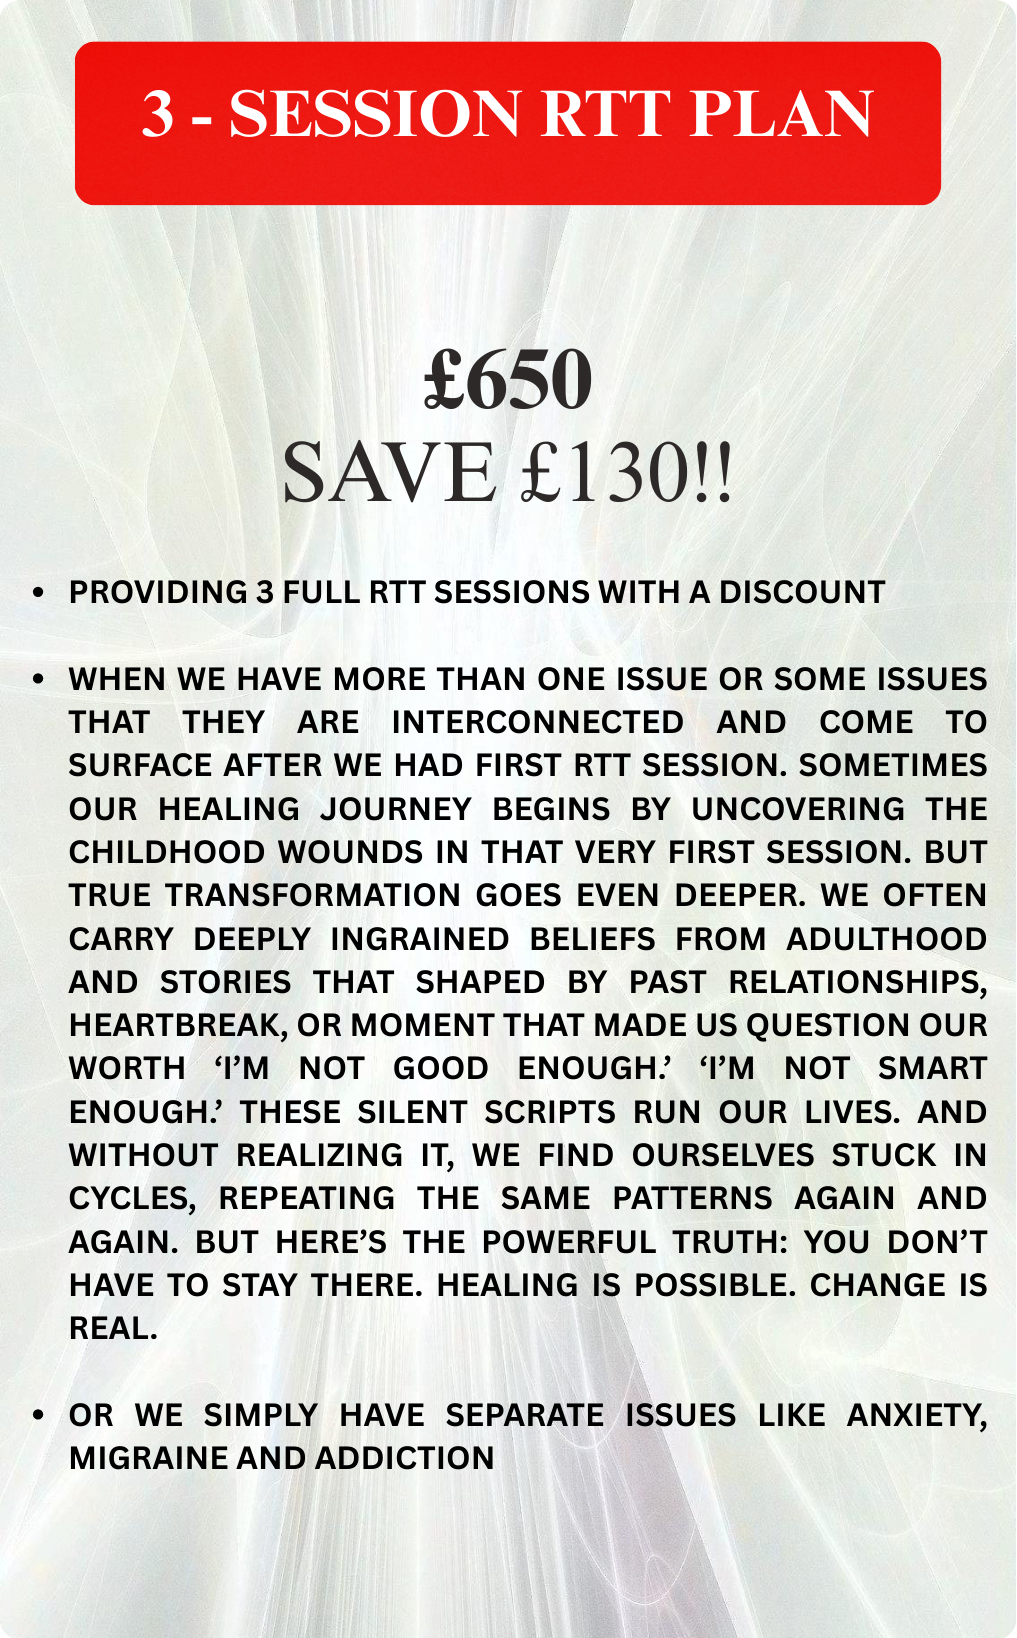 3 - SESSION RTT PLAN
£650
SAVE £130!!
• PROVIDING 3 FULL RTT SESSIONS WITH A DISCOUNT
• WHEN WE HAVE MORE THAN ONE ISSUE OR SOME ISSUES
THAT THEY ARE INTERCONNECTED AND COME TO
SURFACE AFTER WE HAD FIRST RTT SESSION. SOMETIMES
OUR HEALING JOURNEY BEGINS BY UNCOVERING THE
CHILDHOOD WOUNDS IN THAT VERY FIRST SESSION. BUT
TRUE TRANSFORMATION GOES EVEN DEEPER. WE OFTEN
CARRY DEEPLY INGRAINED BELIEFS FROM ADULTHOOD
AND STORIES THAT SHAPED BY PAST RELATIONSHIPS,
HEARTBREAK, OR MOMENT THAT MADE US QUESTION OUR
WORTH ‘I’M NOT GOOD ENOUGH.’ ‘I’M NOT SMART
ENOUGH.’ THESE SILENT SCRIPTS RUN OUR LIVES. AND
WITHOUT REALIZING IT, WE FIND OURSELVES STUCK IN
CYCLES, REPEATING THE SAME PATTERNS AGAIN AND
AGAIN. BUT HERE’S THE POWERFUL TRUTH: YOU DON’T
HAVE TO STAY THERE. HEALING IS POSSIBLE. CHANGE IS
REAL.
• OR WE SIMPLY HAVE SEPARATE ISSUES LIKE ANXIETY,
MIGRAINE AND ADDICTION